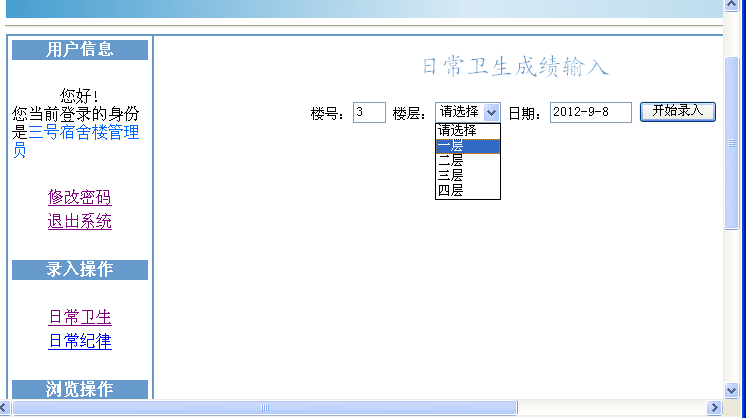 用户信息
您好!
您当前登录的身份
是三号宿舍楼管理
员
修改密码
退出系统
录入操作
日常卫生
日常纪律
浏览操作
日常卫生成绩输入
楼号: 3 楼层: 请选择 日期: 2012-9-8 开始录入
请选择
一层
二层
三层
四层